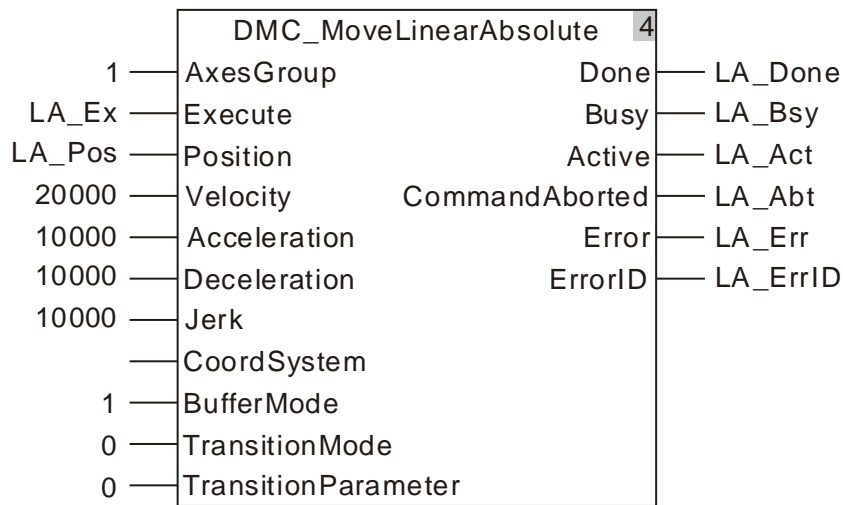 DMC_MoveLinearAbsolute 4
1 AxesGroup Done LA_Done
LA_Ex Execute Busy LA_Bsy
LA_Pos Position Active LA_Act
20000 Velocity CommandAborted LA_Abt
10000 Acceleration Error LA_Err
10000 Deceleration ErrorID LA_ErrID
10000 Jerk
CoordSystem
1 BufferMode
0 TransitionMode
0 TransitionParameter